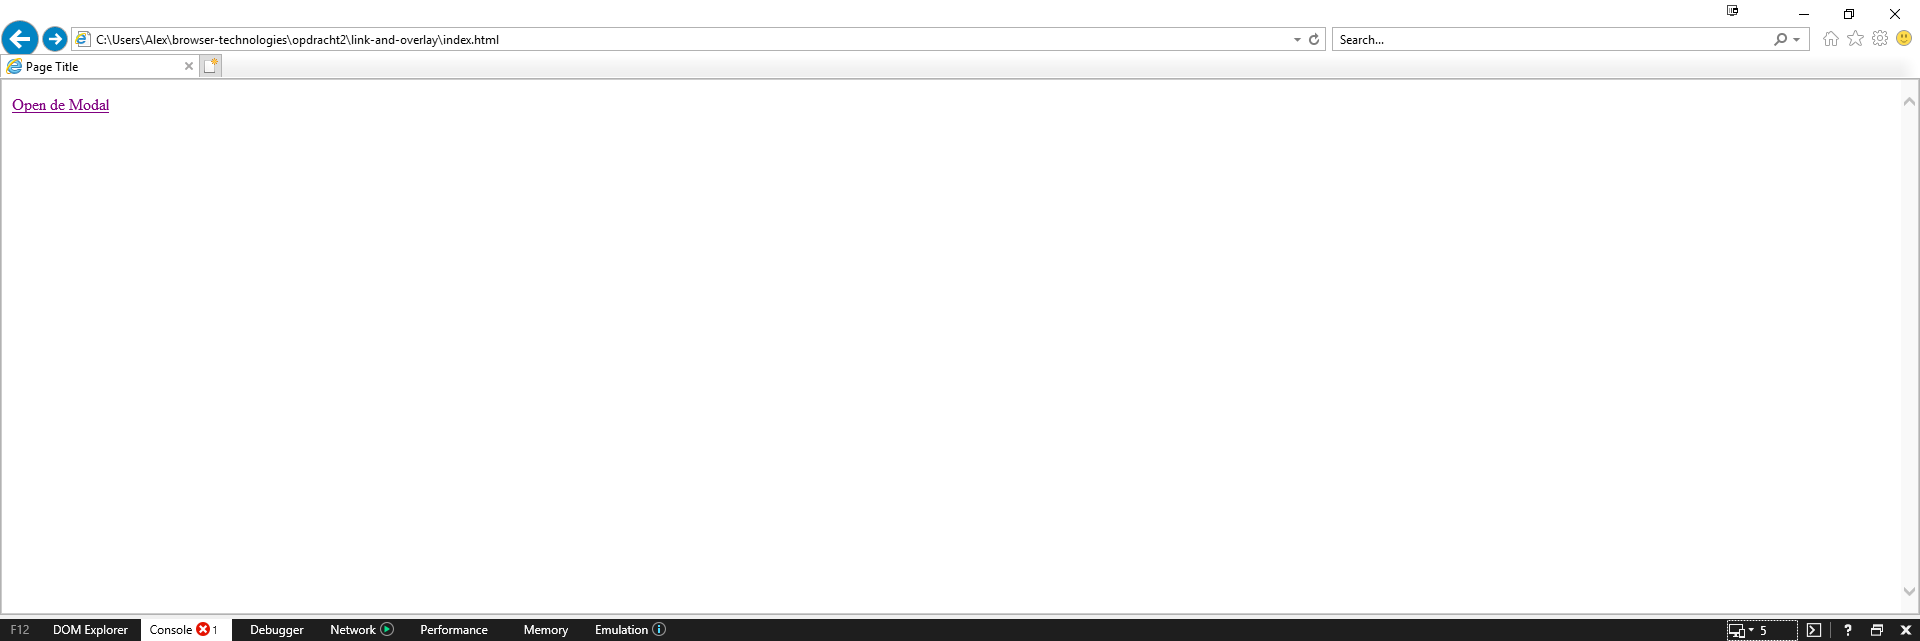 C:\Users\Alex\browser-technologies\opdracht2\link-and-overlay\index.html
Search...
Page Title
Open de Modal
F12 DOM Explorer Console 1 Debugger Network Performance Memory Emulation 5 ?